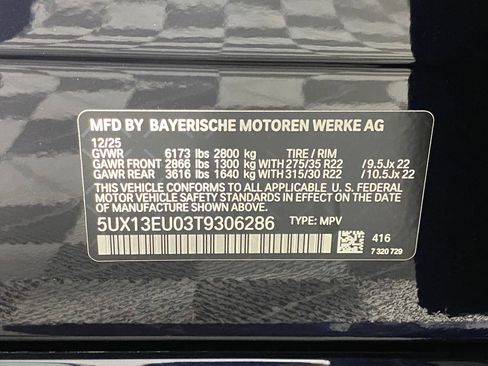 MFD BY BAYERISCHE MOTOREN WERKE AG
12/25
GVWR 6173 lbs 2800 kg TIRE / RIM
GAWR FRONT 2866 lbs 1300 kg WITH 275/35 R22 / 9.5Jx 22
GAWR REAR 3616 lbs 1640 kg WITH 315/30 R22 / 10.5Jx 22
THIS VEHICLE CONFORMS TO ALL APPLICABLE U. S. FEDERAL
MOTOR VEHICLE SAFETY STANDARDS IN EFFECT ON THE
DATE OF MANUFACTURE SHOWN ABOVE.
5UX13EU03T9306286 TYPE: MPV
416
7 320 729